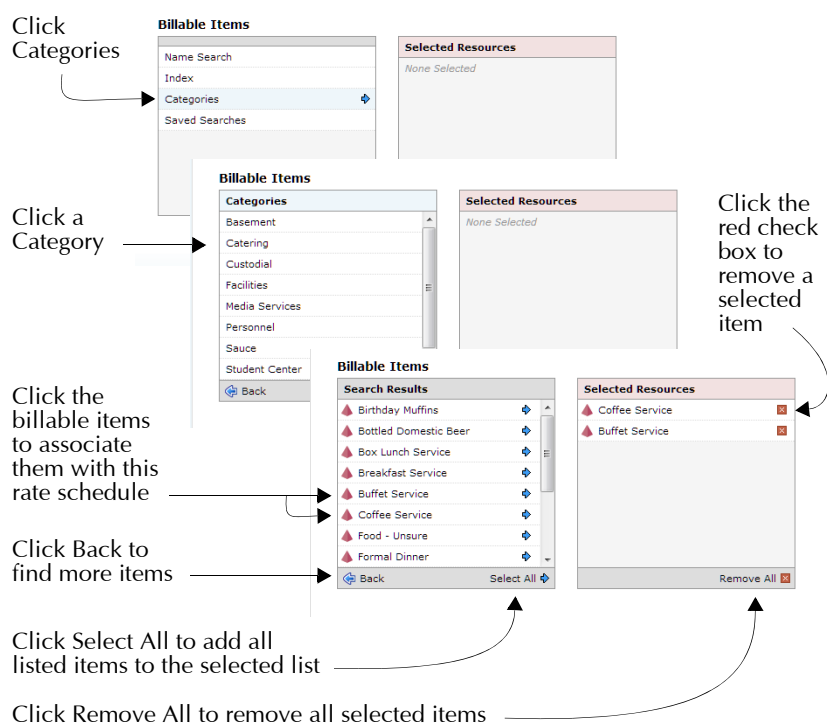 Click
Categories
Billable Items
Name Search
Index
Categories
Saved Searches
Selected Resources
None Selected
Click a
Category
Billable Items
Categories
Basement
Catering
Custodial
Facilities
Media Services
Personnel
Sauce
Student Center
Back
Selected Resources
None Selected
Click the
red check
box to
remove a
selected
item
Click the
billable items
to associate
them with this
rate schedule
Click Back to
find more items
Billable Items
Search Results
Birthday Muffins
Bottled Domestic Beer
Box Lunch Service
Breakfast Service
Buffet Service
Coffee Service
Food - Unsure
Formal Dinner
Back Select All
Selected Resources
Coffee Service
Buffet Service
Remove All
Click Select All to add all
listed items to the selected list
Click Remove All to remove all selected items